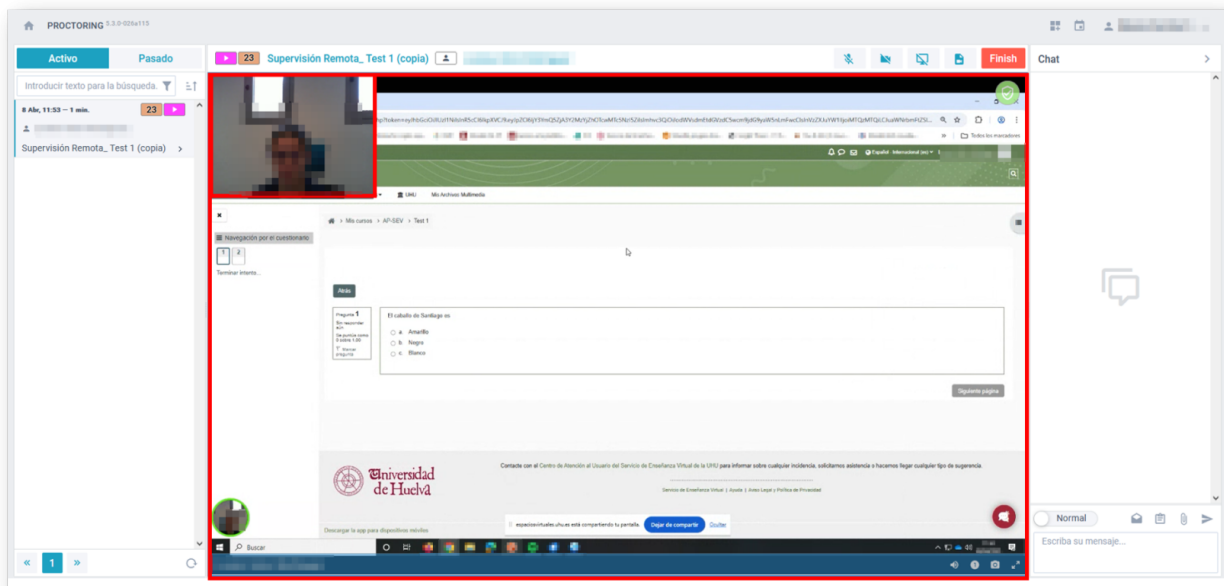 PROCTORING 5.3.0-026a115
Activo Pasado
Introducir texto para la búsqueda.
8 Abr, 11:53 — 1 min. 23
Supervisión Remota_ Test 1 (copia)
« 1 »
23 Supervisión Remota_ Test 1 (copia)
Finish
Todos los marcadores
Español - Internacional (es)
UHU Mis Archivos Multimedia
Mis cursos > AP-SEV > Test 1
Navegación por el cuestionario
1 2
Terminar intento...
Atrás
Pregunta 1
Sin responder aún
Se puntúa como 0 sobre 1,00
Marcar pregunta
El caballo de Santiago es
a. Amarillo
b. Negro
c. Blanco
Siguiente página
Universidad
de Huelva
Contacte con el Centro de Atención al Usuario del Servicio de Enseñanza Virtual de la UHU para informar sobre cualquier incidencia, solicitarnos asistencia o hacernos llegar cualquier tipo de sugerencia.
Servicio de Enseñanza Virtual | Ayuda | Aviso Legal y Política de Privacidad
Descargar la app para dispositivos móviles
espaciosvirtuales.uhu.es está compartiendo tu pantalla. Dejar de compartir Ocultar
Buscar
Chat
Normal
Escriba su mensaje...